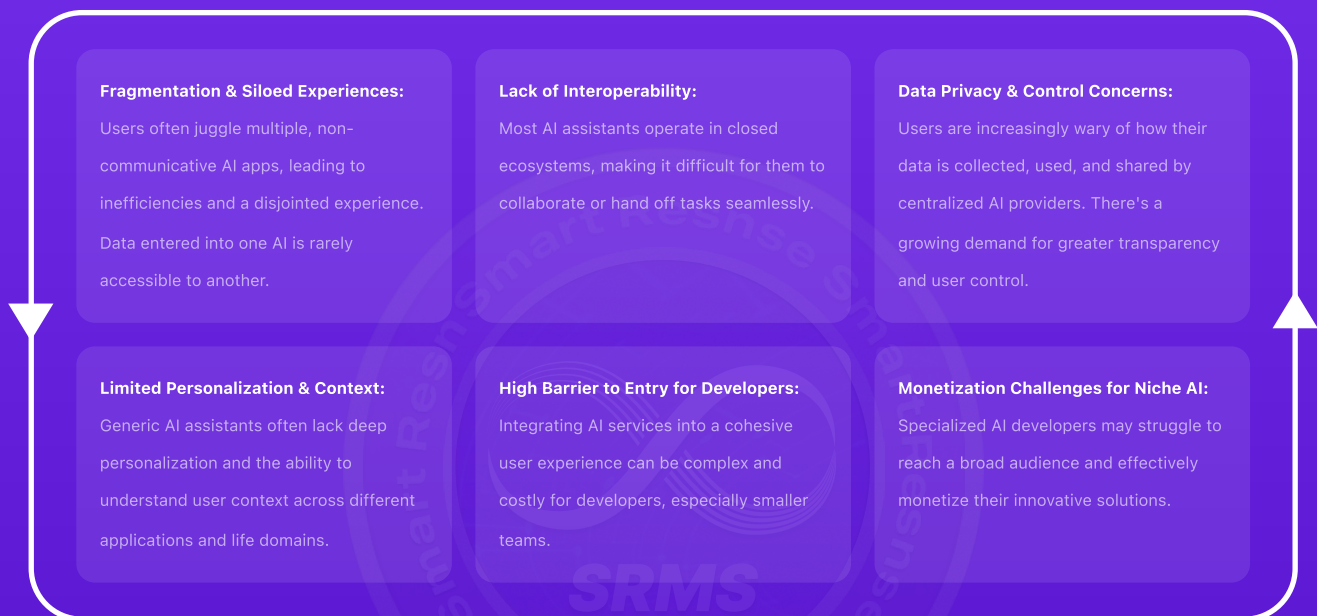 Fragmentation & Siloed Experiences:
Users often juggle multiple, non-
communicative AI apps, leading to
inefficiencies and a disjointed experience.
Data entered into one AI is rarely
accessible to another.
Lack of Interoperability:
Most AI assistants operate in closed
ecosystems, making it difficult for them to
collaborate or hand off tasks seamlessly.
Data Privacy & Control Concerns:
Users are increasingly wary of how their
data is collected, used, and shared by
centralized AI providers. There's a
growing demand for greater transparency
and user control.
Limited Personalization & Context:
Generic AI assistants often lack deep
personalization and the ability to
understand user context across different
applications and life domains.
High Barrier to Entry for Developers:
Integrating AI services into a cohesive
user experience can be complex and
costly for developers, especially smaller
teams.
Monetization Challenges for Niche AI:
Specialized AI developers may struggle to
reach a broad audience and effectively
monetize their innovative solutions.
SRMS